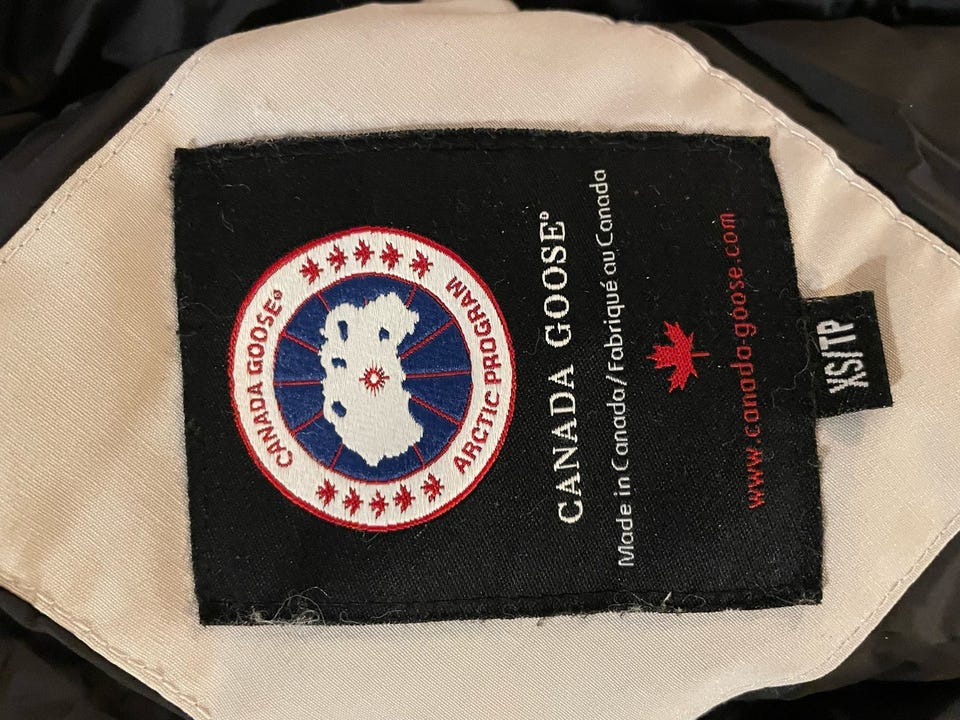 CANADA GOOSE®
ARCTIC PROGRAM
CANADA GOOSE®
Made in Canada/Fabriqué au Canada
www.canada-goose.com
XS/TP